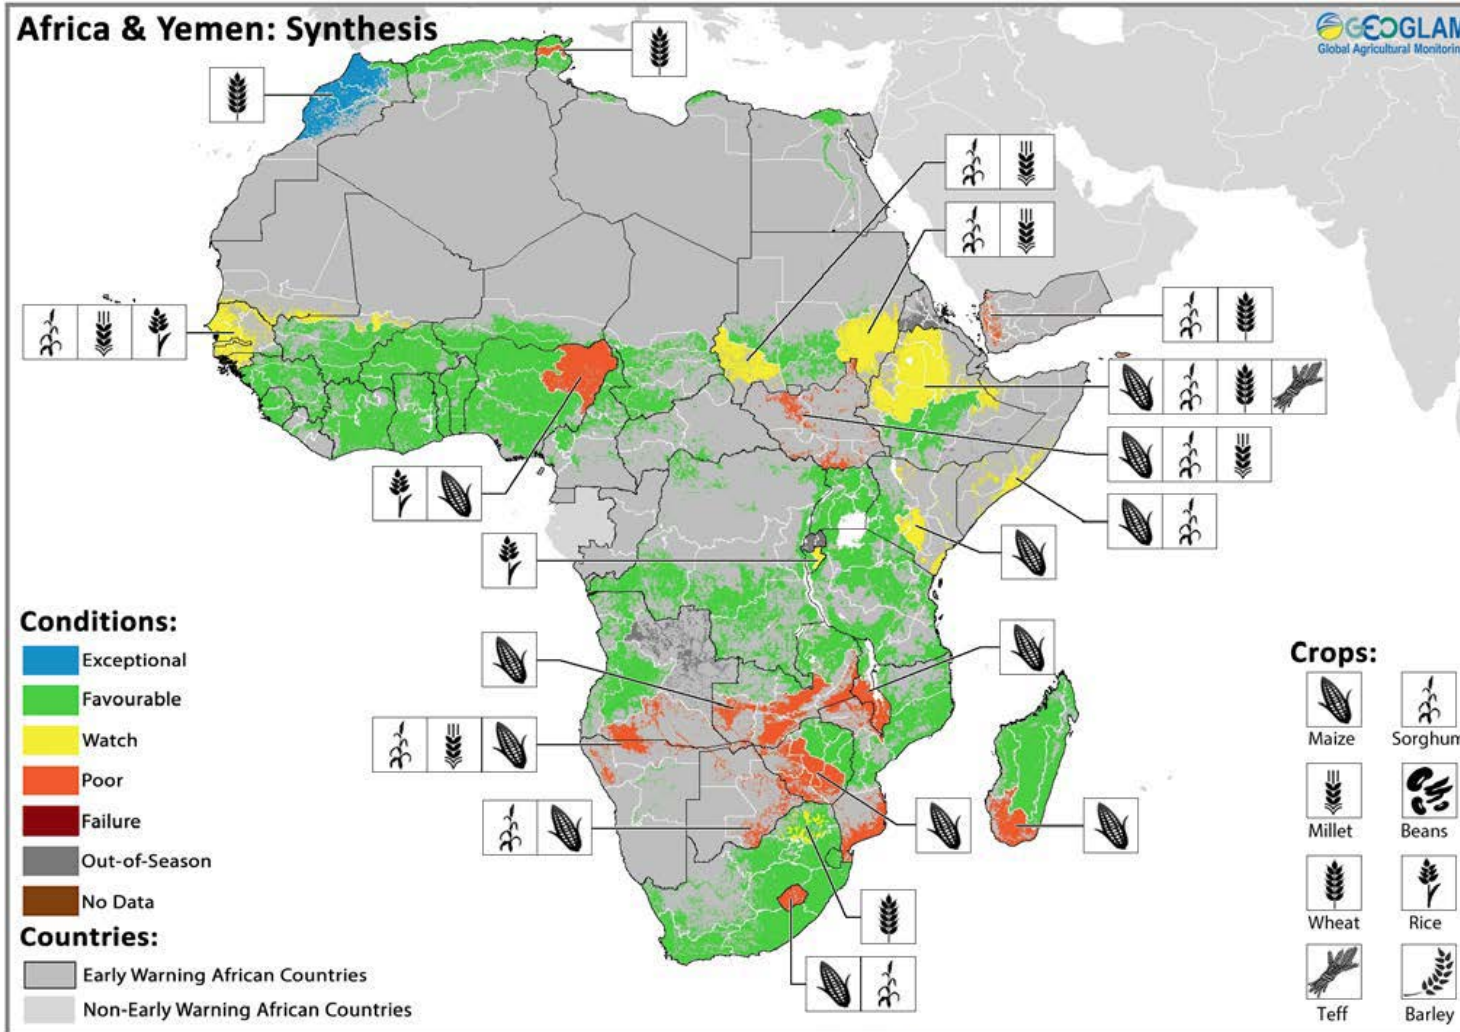 Africa & Yemen: Synthesis
GEOGLAM
Global Agricultural Monitorin
Conditions:
Exceptional
Favourable
Watch
Poor
Failure
Out-of-Season
No Data
Countries:
Early Warning African Countries
Non-Early Warning African Countries
Crops:
Maize
Sorghum
Millet
Beans
Wheat
Rice
Teff
Barley